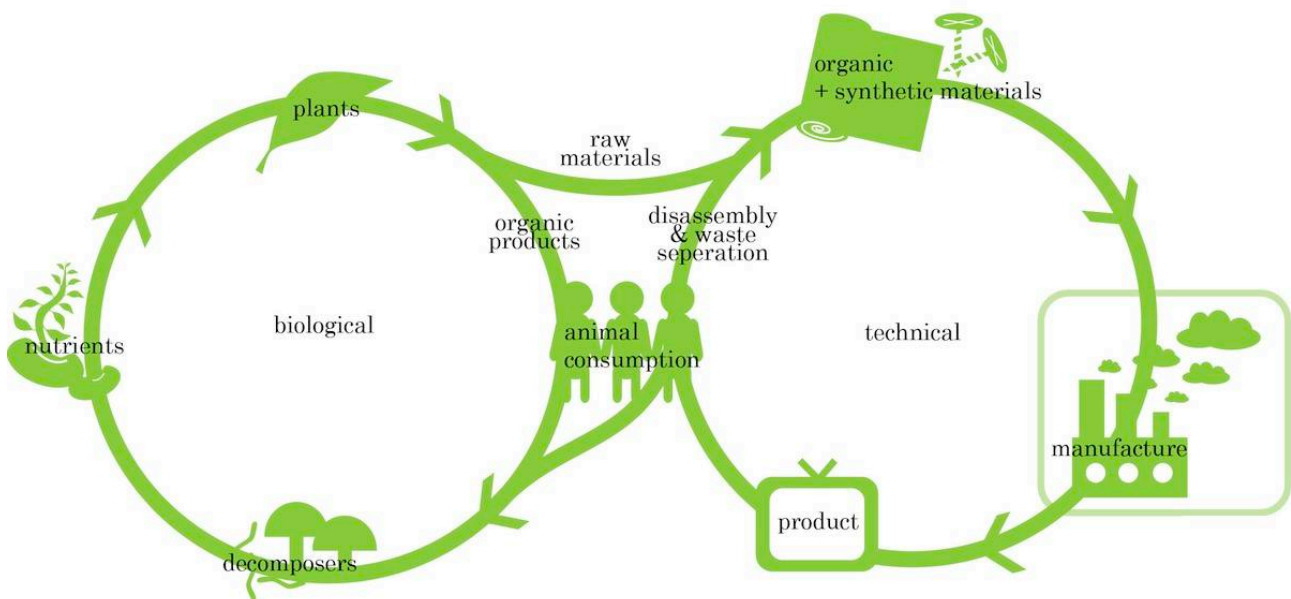 plants
raw
materials
organic
+ synthetic materials
organic
products
disassembly
& waste
seperation
nutrients
biological
animal
consumption
technical
manufacture
product
decomposers